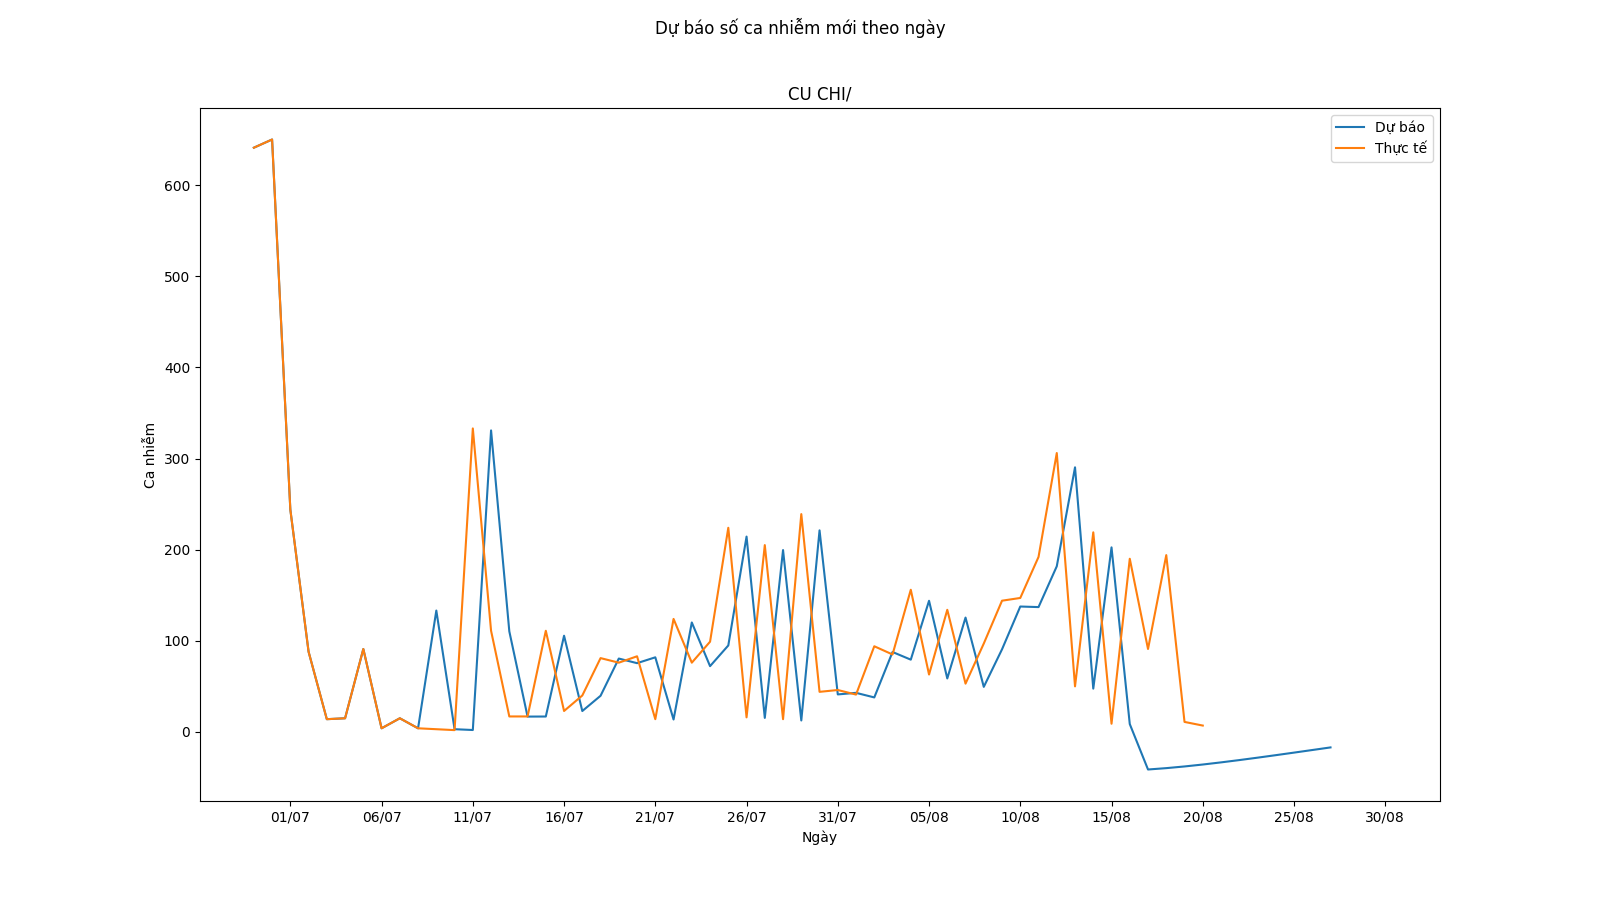 Dự báo số ca nhiễm mới theo ngày
CU CHI/
Dự báo
Thực tế
600
500
400
300
200
100
0
Ca nhiễm
01/07 06/07 11/07 16/07 21/07 26/07 31/07 05/08 10/08 15/08 20/08 25/08 30/08
Ngày